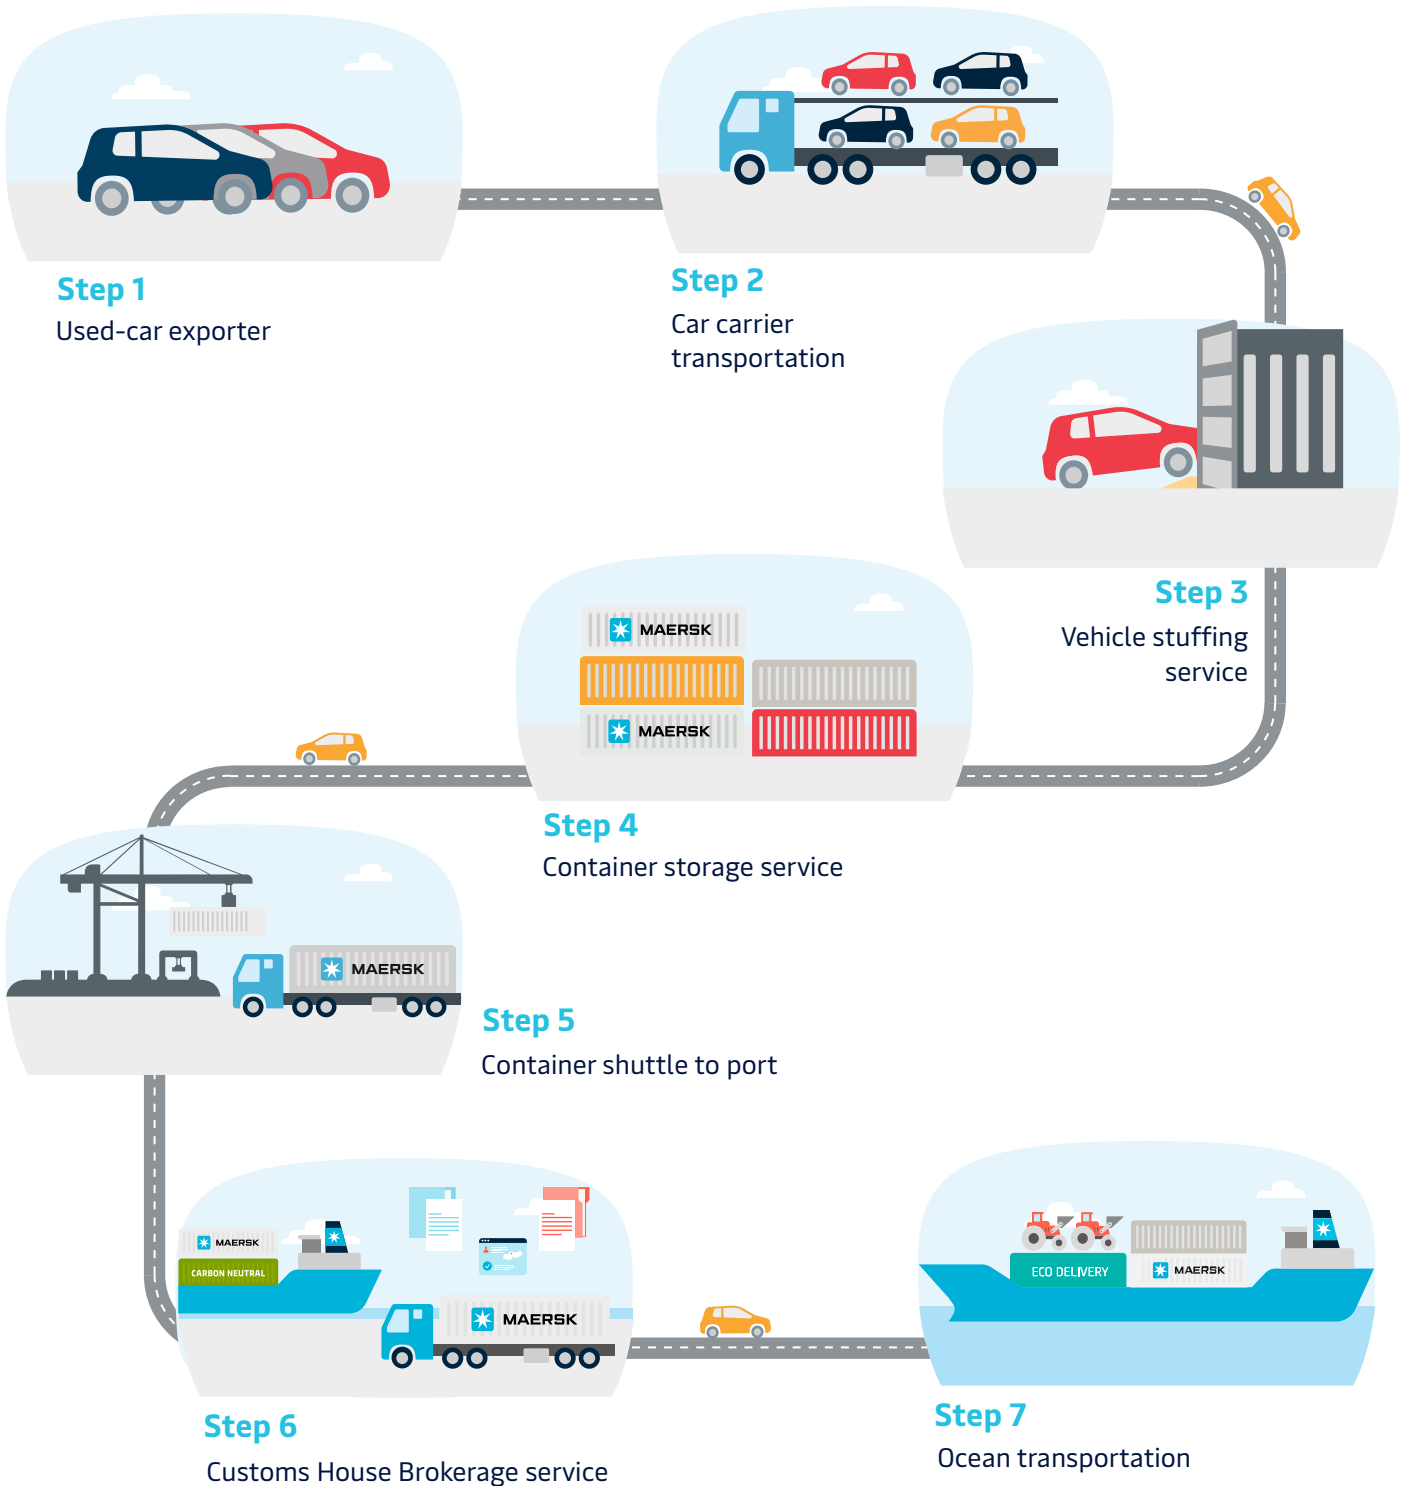 Step 1
Used-car exporter
Step 2
Car carrier
transportation
Step 3
Vehicle stuffing
service
MAERSK
MAERSK
Step 4
Container storage service
MAERSK
Step 5
Container shuttle to port
MAERSK
CARBON NEUTRAL
MAERSK
Step 6
Customs House Brokerage service
ECO DELIVERY
MAERSK
Step 7
Ocean transportation